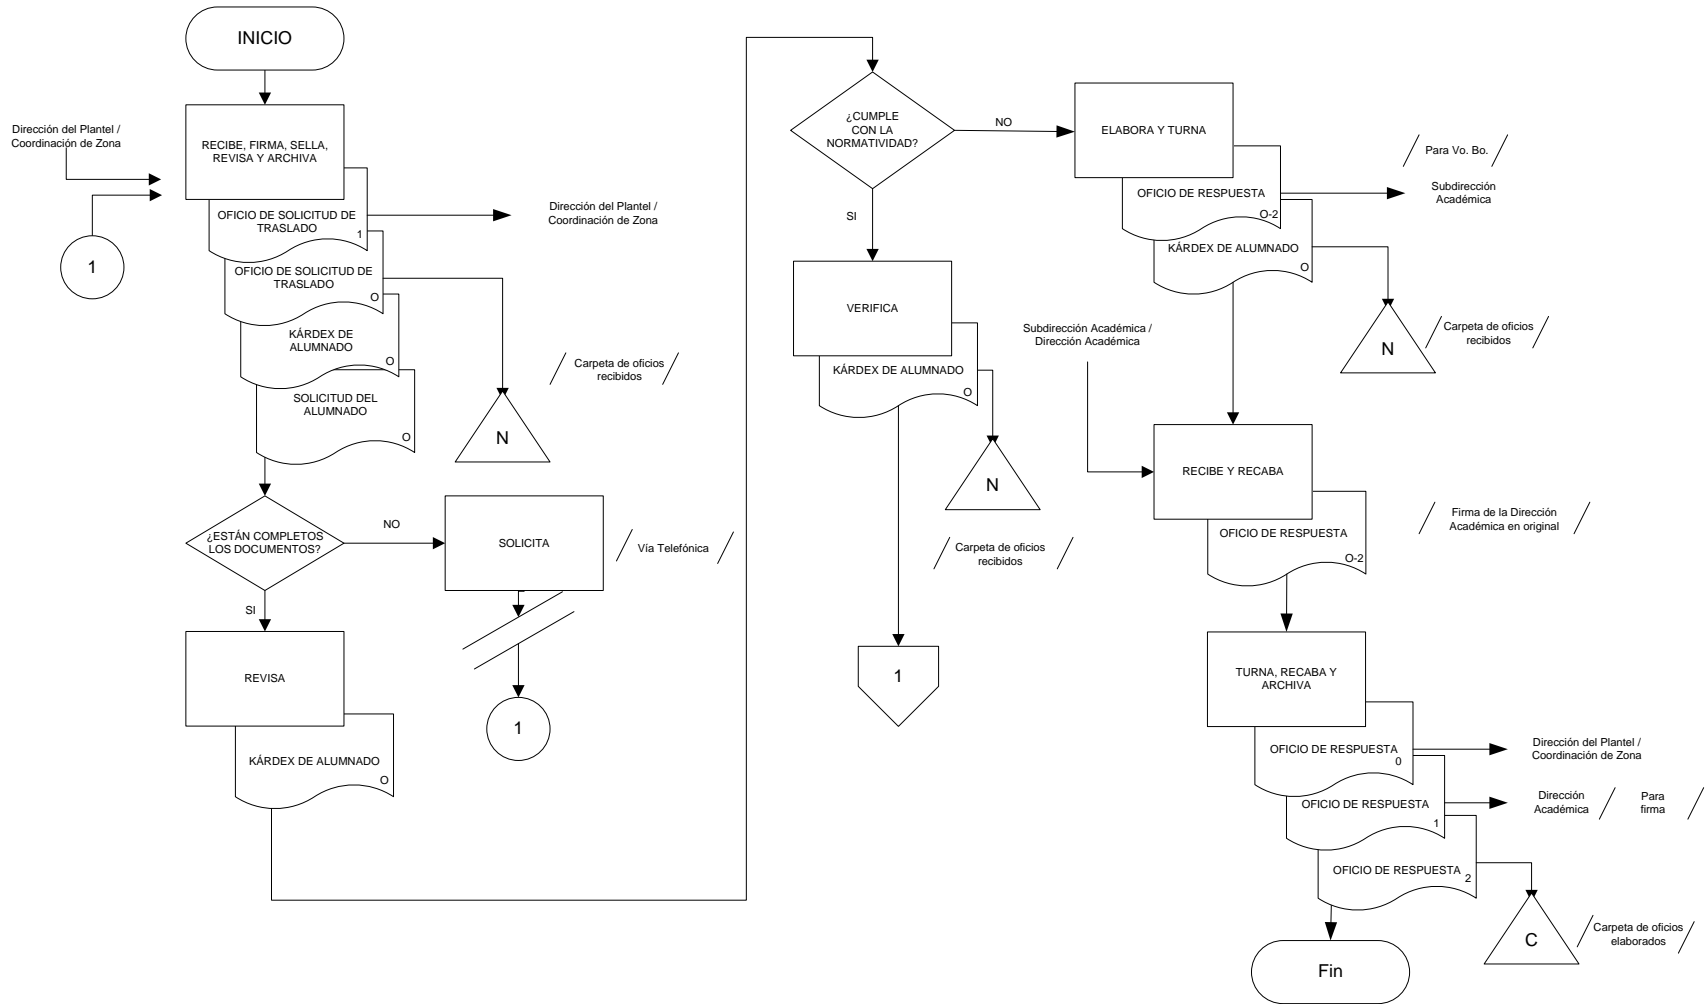 INICIO
Dirección del Plantel /
Coordinación de Zona
RECIBE, FIRMA, SELLA,
REVISA Y ARCHIVA
1
OFICIO DE SOLICITUD DE
TRASLADO
1
Dirección del Plantel /
Coordinación de Zona
OFICIO DE SOLICITUD DE
TRASLADO
O
KÁRDEX DE
ALUMNADO
O
SOLICITUD DEL
ALUMNADO
O
/ Carpeta de oficios /
recibidos
N
¿ESTÁN COMPLETOS
LOS DOCUMENTOS?
NO
SOLICITA
/ Vía Telefónica /
1
SI
REVISA
KÁRDEX DE ALUMNADO
O
¿CUMPLE
CON LA
NORMATIVIDAD?
NO
SI
VERIFICA
KÁRDEX DE ALUMNADO
O
N
/ Carpeta de oficios /
recibidos
1
ELABORA Y TURNA
/ Para Vo. Bo. /
OFICIO DE RESPUESTA
O-2
Subdirección
Académica
KÁRDEX DE ALUMNADO
O
N
/ Carpeta de oficios /
recibidos
Subdirección Académica /
Dirección Académica
RECIBE Y RECABA
OFICIO DE RESPUESTA
O-2
/ Firma de la Dirección /
Académica en original
TURNA, RECABA Y
ARCHIVA
OFICIO DE RESPUESTA
0
Dirección del Plantel /
Coordinación de Zona
OFICIO DE RESPUESTA
1
Dirección
Académica
/ Para /
firma
OFICIO DE RESPUESTA
2
C
/ Carpeta de oficios /
elaborados
Fin